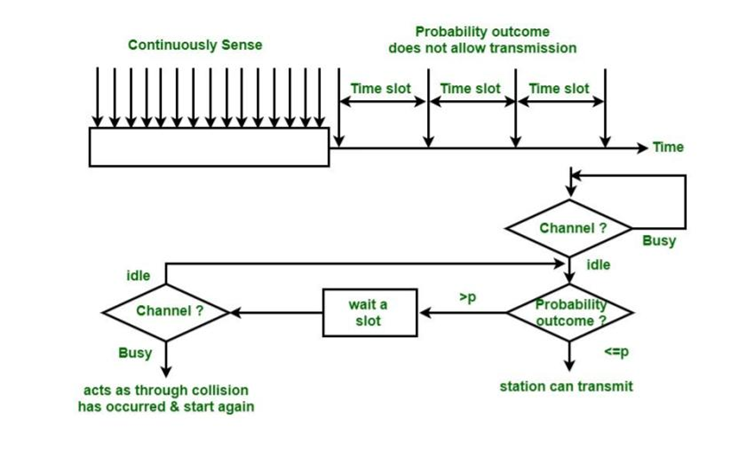 Continuously Sense
Probability outcome
does not allow transmission
Time slot
Time slot
Time slot
Time
Channel ?
Busy
idle
idle
Channel ?
wait a
slot
>p
Probability
outcome ?
Busy
<=p
acts as through collision
has occurred & start again
station can transmit